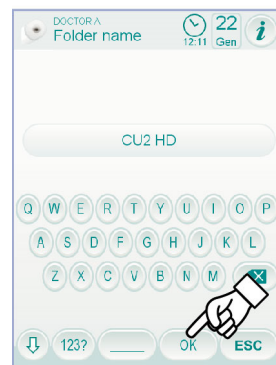 DOCTOR A
Folder name
12:11
22
Gen
i
CU2 HD
Q W E R T Y U I O P
A S D F G H J K L
Z X C V B N M
123? OK ESC